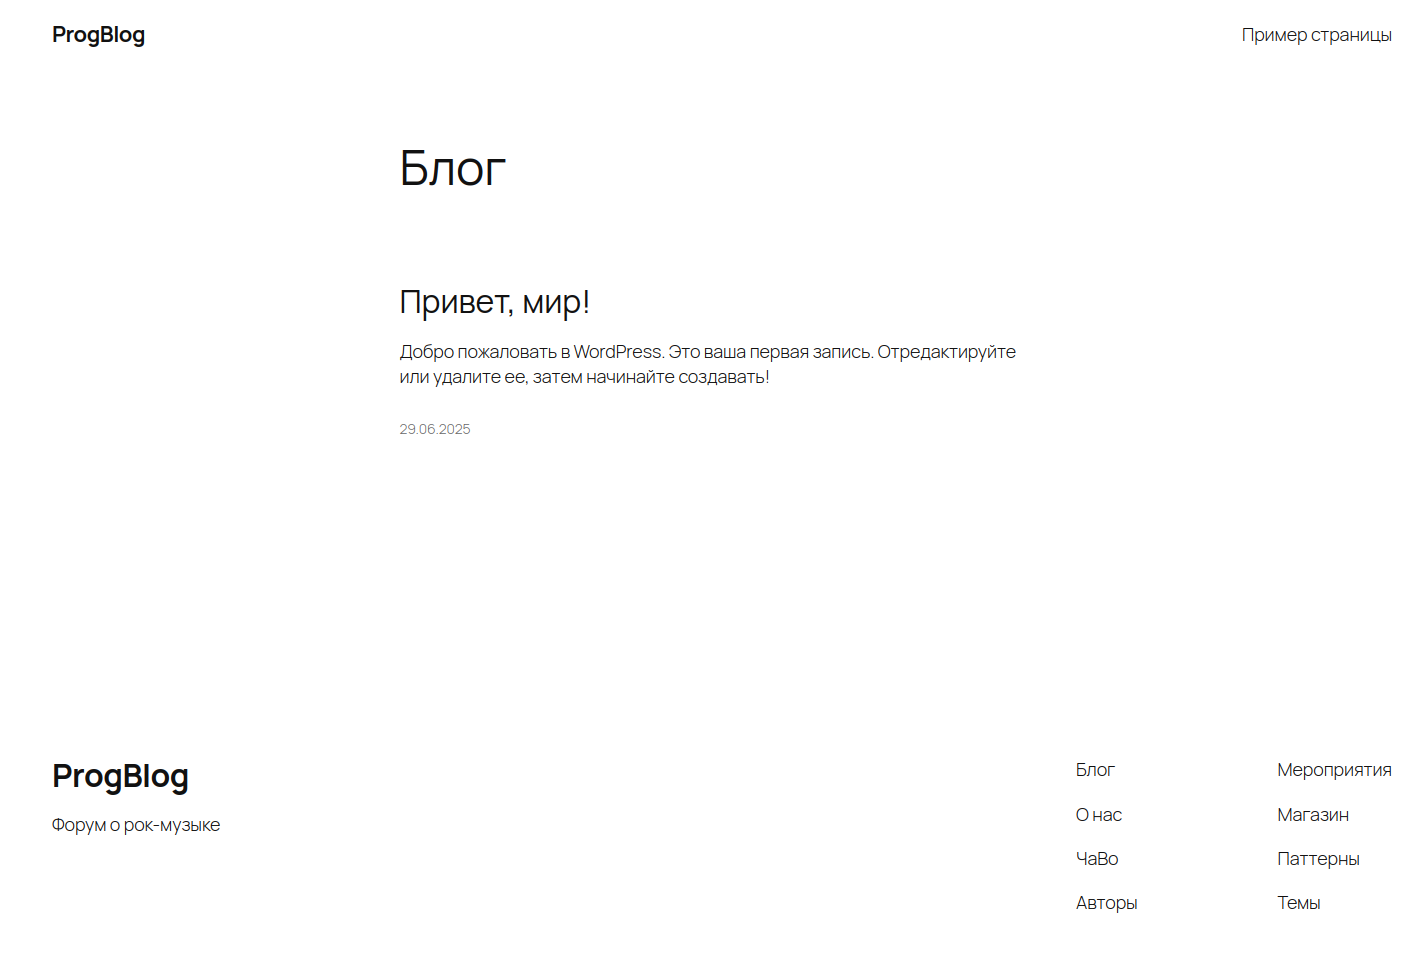 ProgBlog
Пример страницы
Блог
Привет, мир!
Добро пожаловать в WordPress. Это ваша первая запись. Отредактируйте
или удалите ее, затем начинайте создавать!
29.06.2025
ProgBlog
Форум о рок-музыке
Блог
О нас
ЧаВо
Авторы
Мероприятия
Магазин
Паттерны
Темы